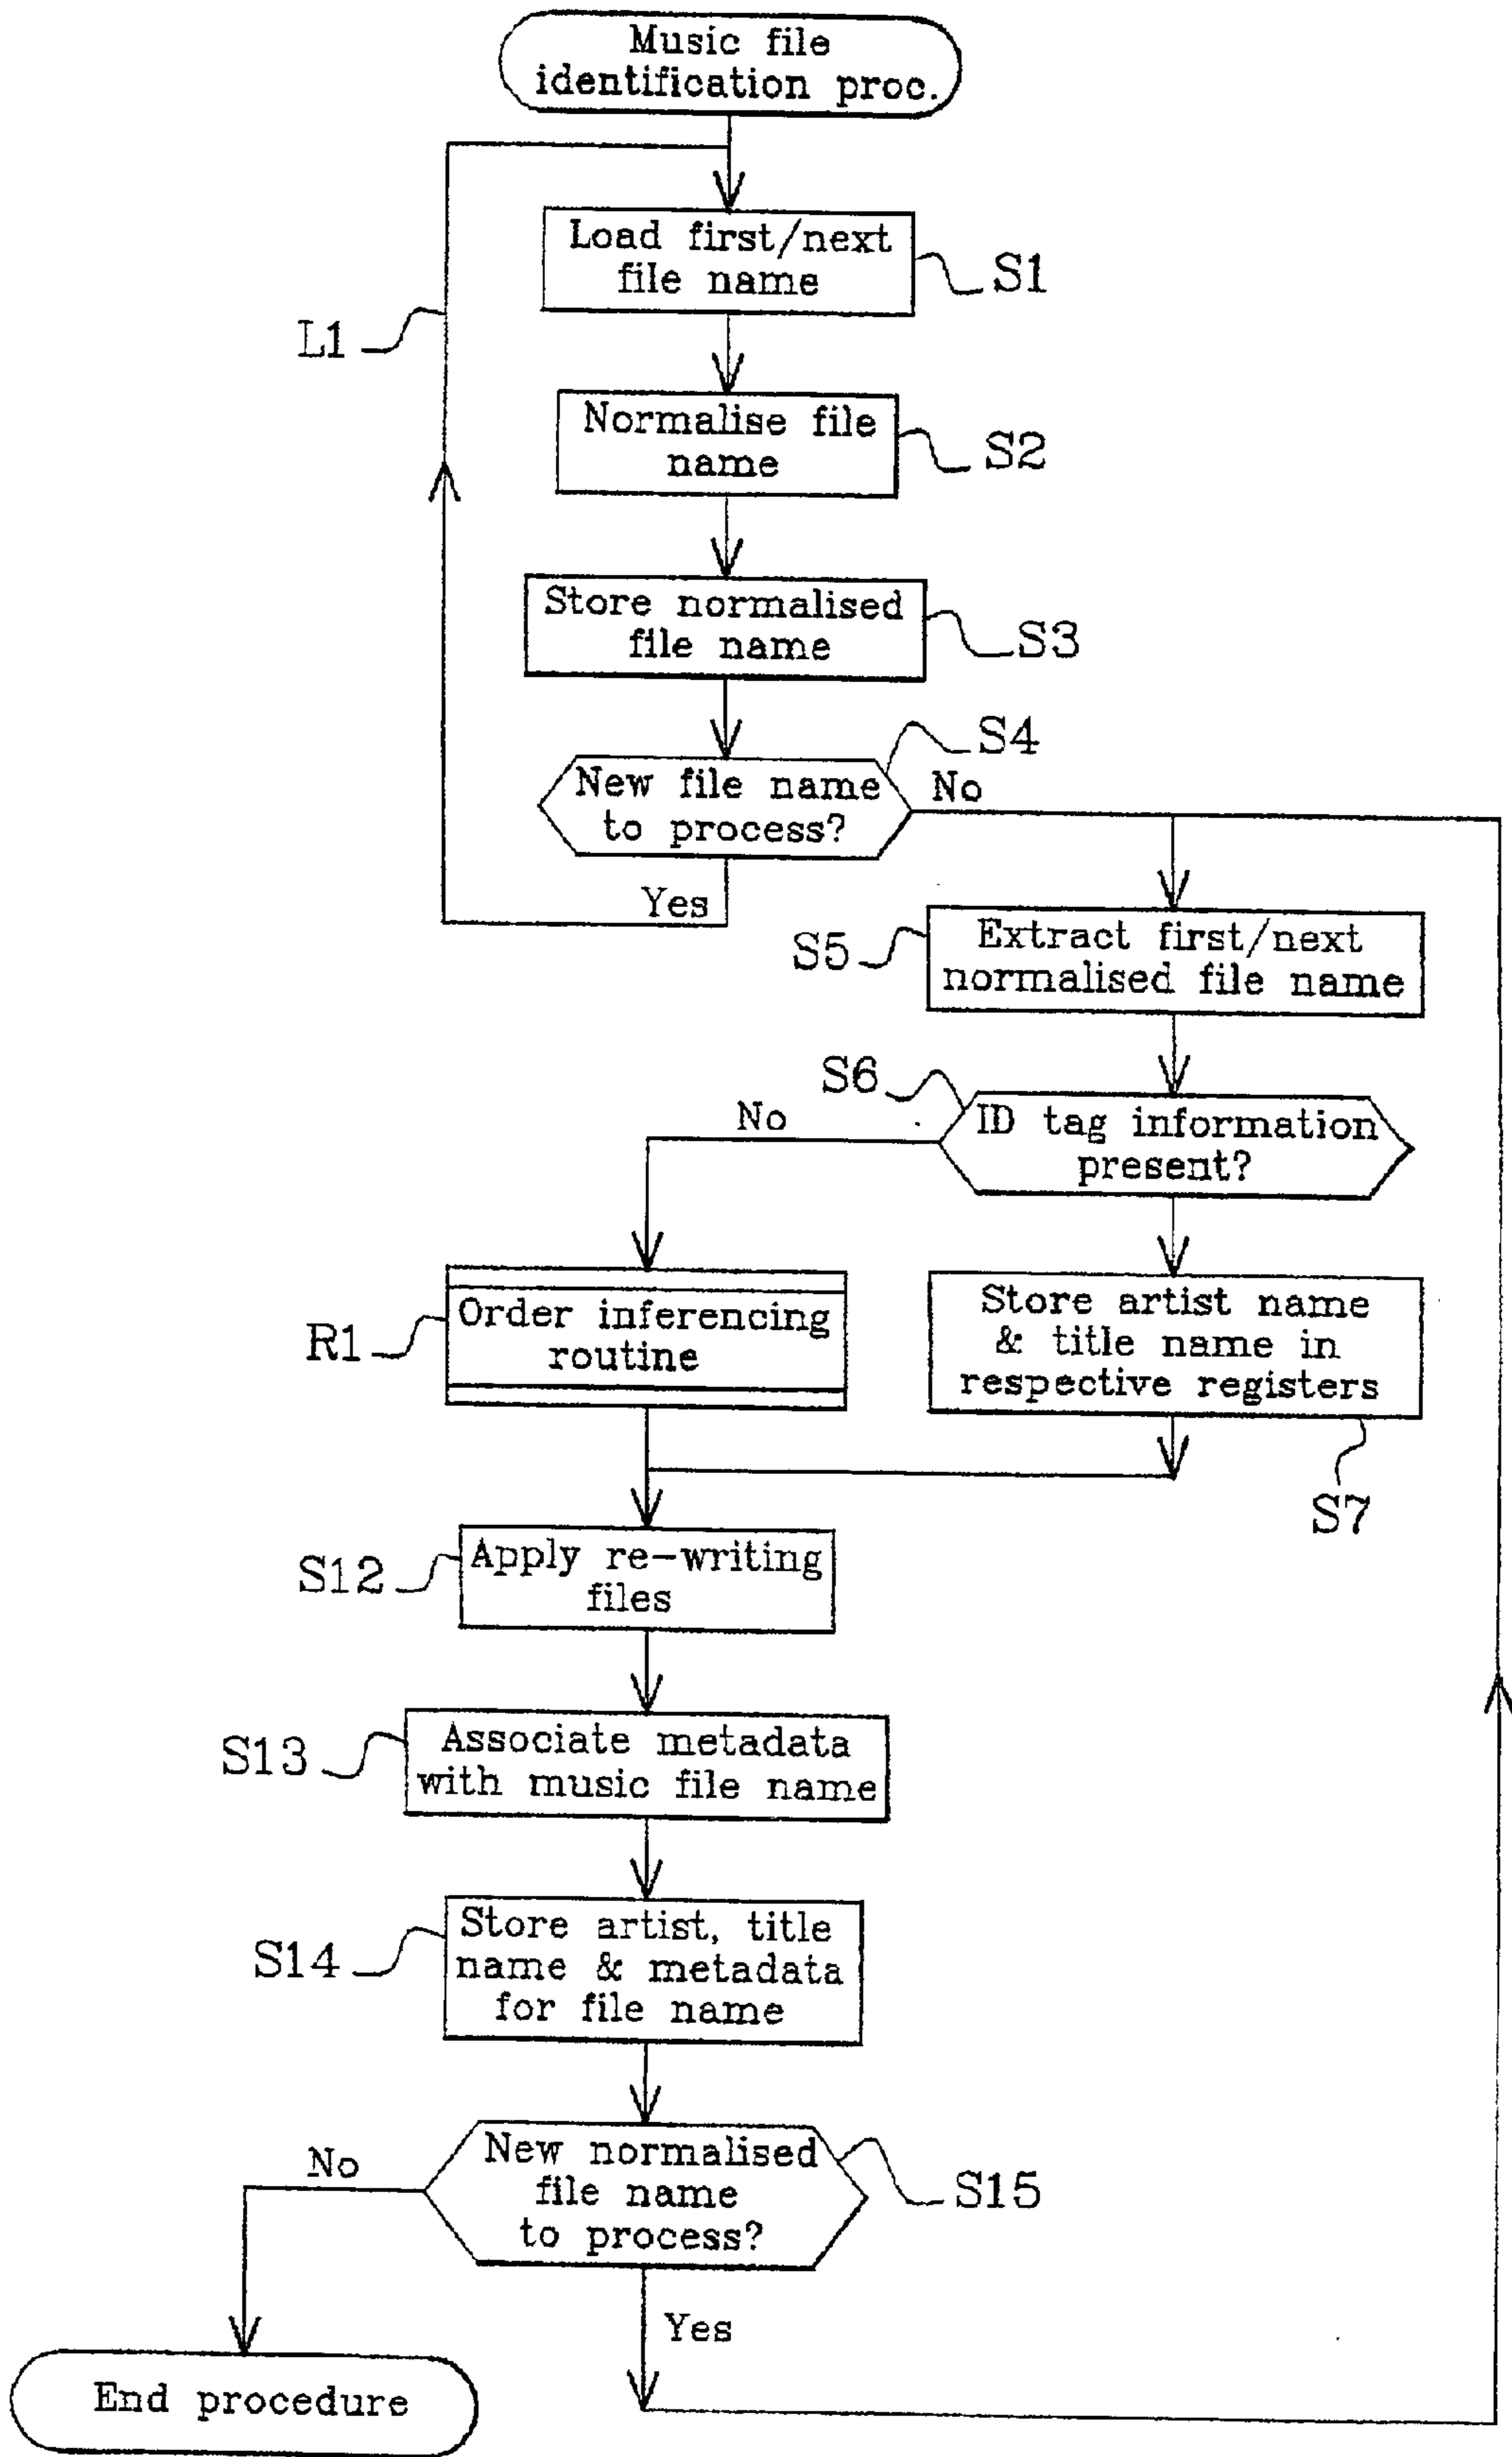 Music file
identification proc.
Load first/next
file name
S1
L1
Normalise file
name
S2
Store normalised
file name
S3
S4
New file name
to process?
No
Yes
S5
Extract first/next
normalised file name
S6
No
ID tag information
present?
R1
Order inferencing
routine
Store artist name
& title name in
respective registers
S7
S12
Apply re-writing
files
S13
Associate metadata
with music file name
S14
Store artist, title
name & metadata
for file name
No
New normalised
file name
to process?
S15
Yes
End procedure